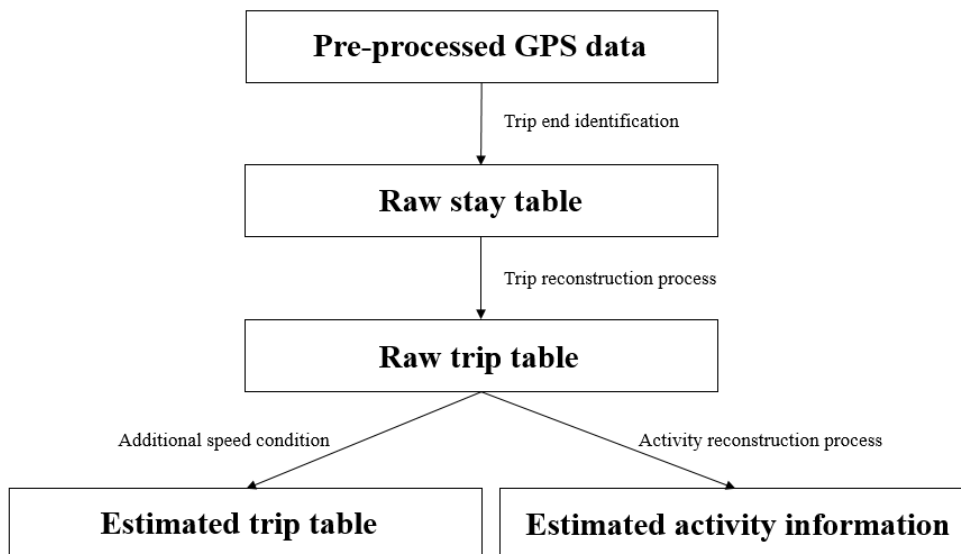 Pre-processed GPS data
Trip end identification
Raw stay table
Trip reconstruction process
Raw trip table
Additional speed condition
Activity reconstruction process
Estimated trip table
Estimated activity information